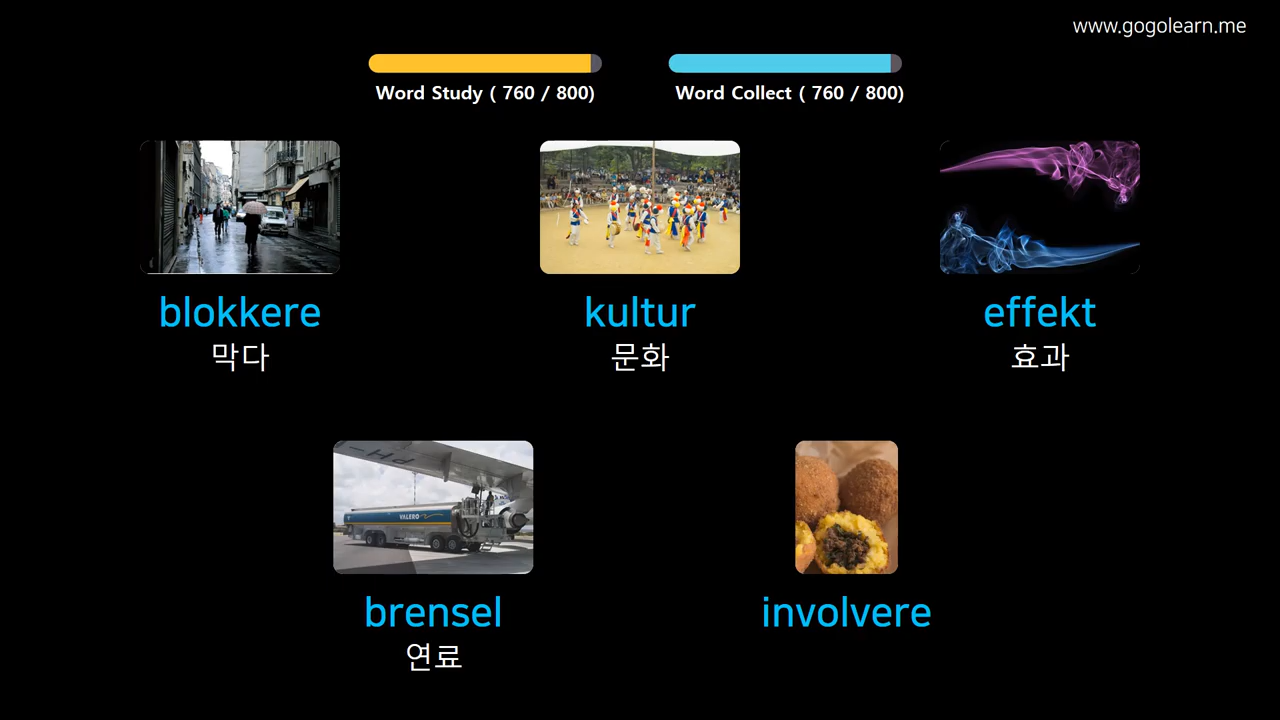 www.gogolearn.me
Word Study ( 760 / 800)
Word Collect ( 760 / 800)
blokkere
막다
kultur
문화
effekt
효과
PH-
VALERO
brensel
연료
involvere